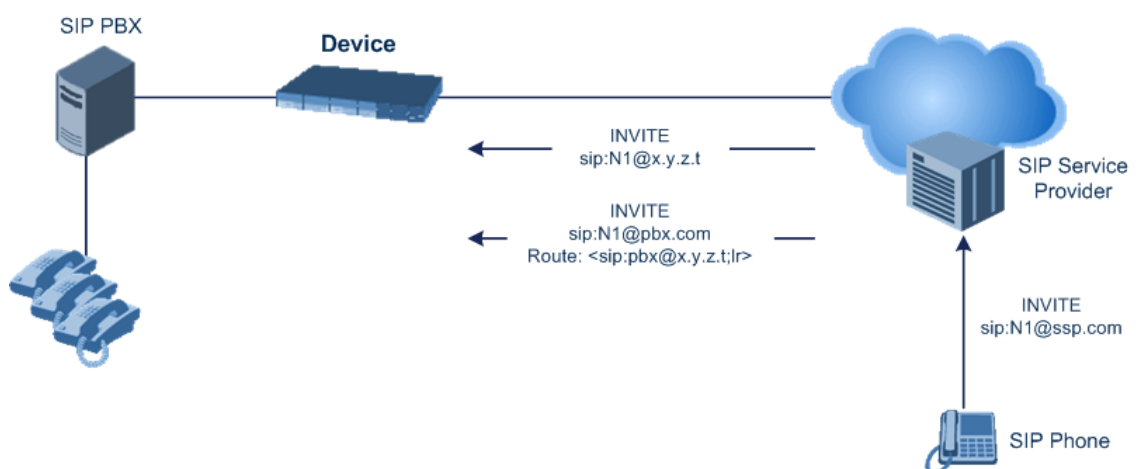 SIP PBX
Device
INVITE
sip:N1@x.y.z.t
SIP Service
Provider
INVITE
sip:N1@pbx.com
Route: <sip:pbx@x.y.z.t;lr>
INVITE
sip:N1@ssp.com
SIP Phone